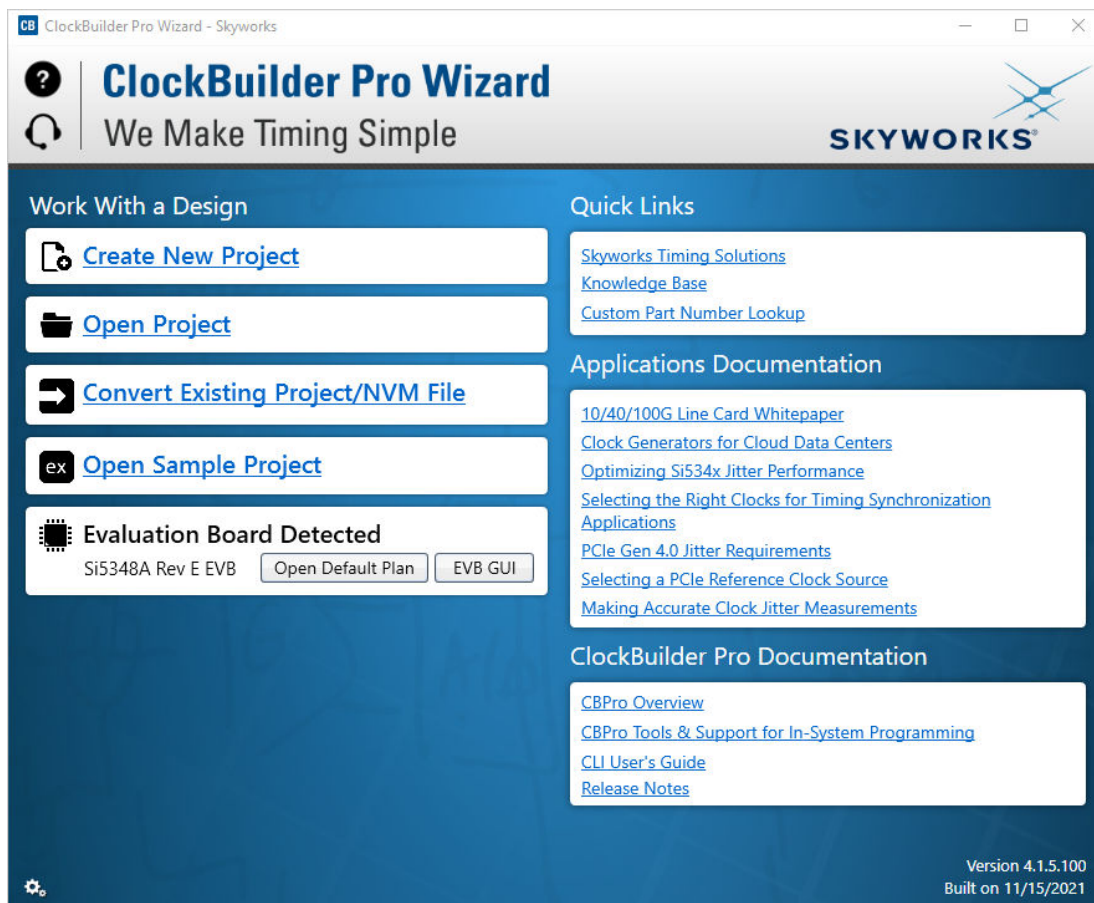 CB ClockBuilder Pro Wizard - Skyworks
?
ClockBuilder Pro Wizard
We Make Timing Simple
SKYWORKS®
Work With a Design
Create New Project
Open Project
Convert Existing Project/NVM File
ex Open Sample Project
Evaluation Board Detected
Si5348A Rev E EVB Open Default Plan EVB GUI
Quick Links
Skyworks Timing Solutions
Knowledge Base
Custom Part Number Lookup
Applications Documentation
10/40/100G Line Card Whitepaper
Clock Generators for Cloud Data Centers
Optimizing Si534x Jitter Performance
Selecting the Right Clocks for Timing Synchronization
Applications
PCIe Gen 4.0 Jitter Requirements
Selecting a PCIe Reference Clock Source
Making Accurate Clock Jitter Measurements
ClockBuilder Pro Documentation
CBPro Overview
CBPro Tools & Support for In-System Programming
CLI User's Guide
Release Notes
Version 4.1.5.100
Built on 11/15/2021